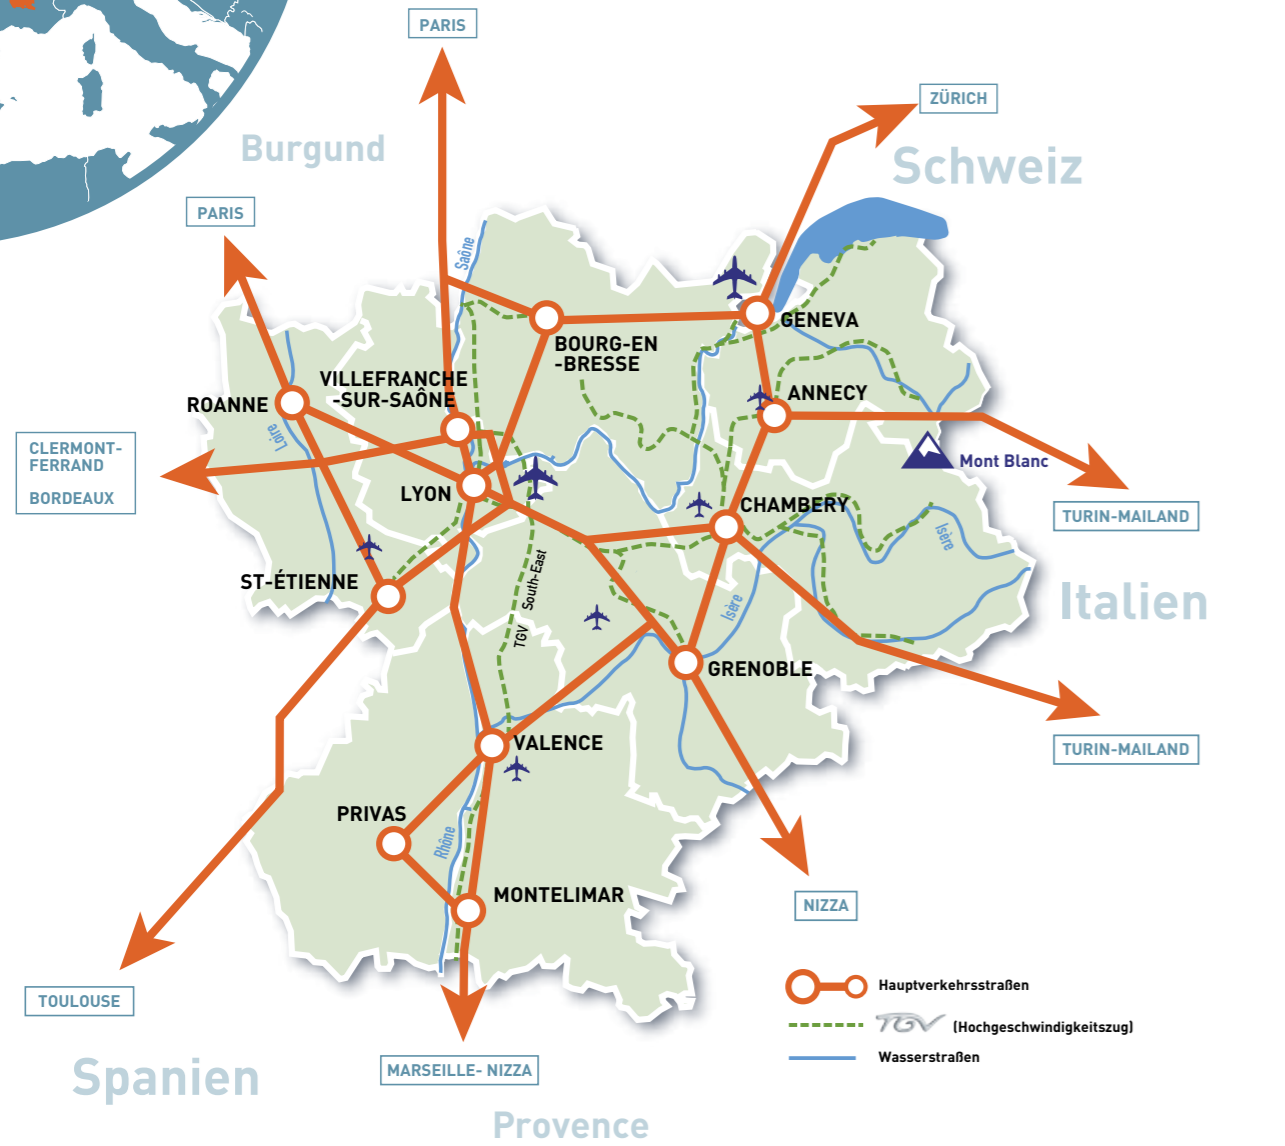 PARIS
ZÜRICH
Burgund
Schweiz
PARIS
Saône
GENEVA
BOURG-EN
-BRESSE
VILLEFRANCHE
-SUR-SAÔNE
ANNECY
ROANNE
Loire
CLERMONT-
FERRAND
BORDEAUX
Mont Blanc
LYON
CHAMBERY
TURIN-MAILAND
Isère
ST-ÉTIENNE
TGV South-East
Isère
Italien
GRENOBLE
VALENCE
TURIN-MAILAND
PRIVAS
Rhône
MONTELIMAR
NIZZA
TOULOUSE
Hauptverkehrsstraßen
TGV (Hochgeschwindigkeitszug)
Wasserstraßen
Spanien
MARSEILLE- NIZZA
Provence